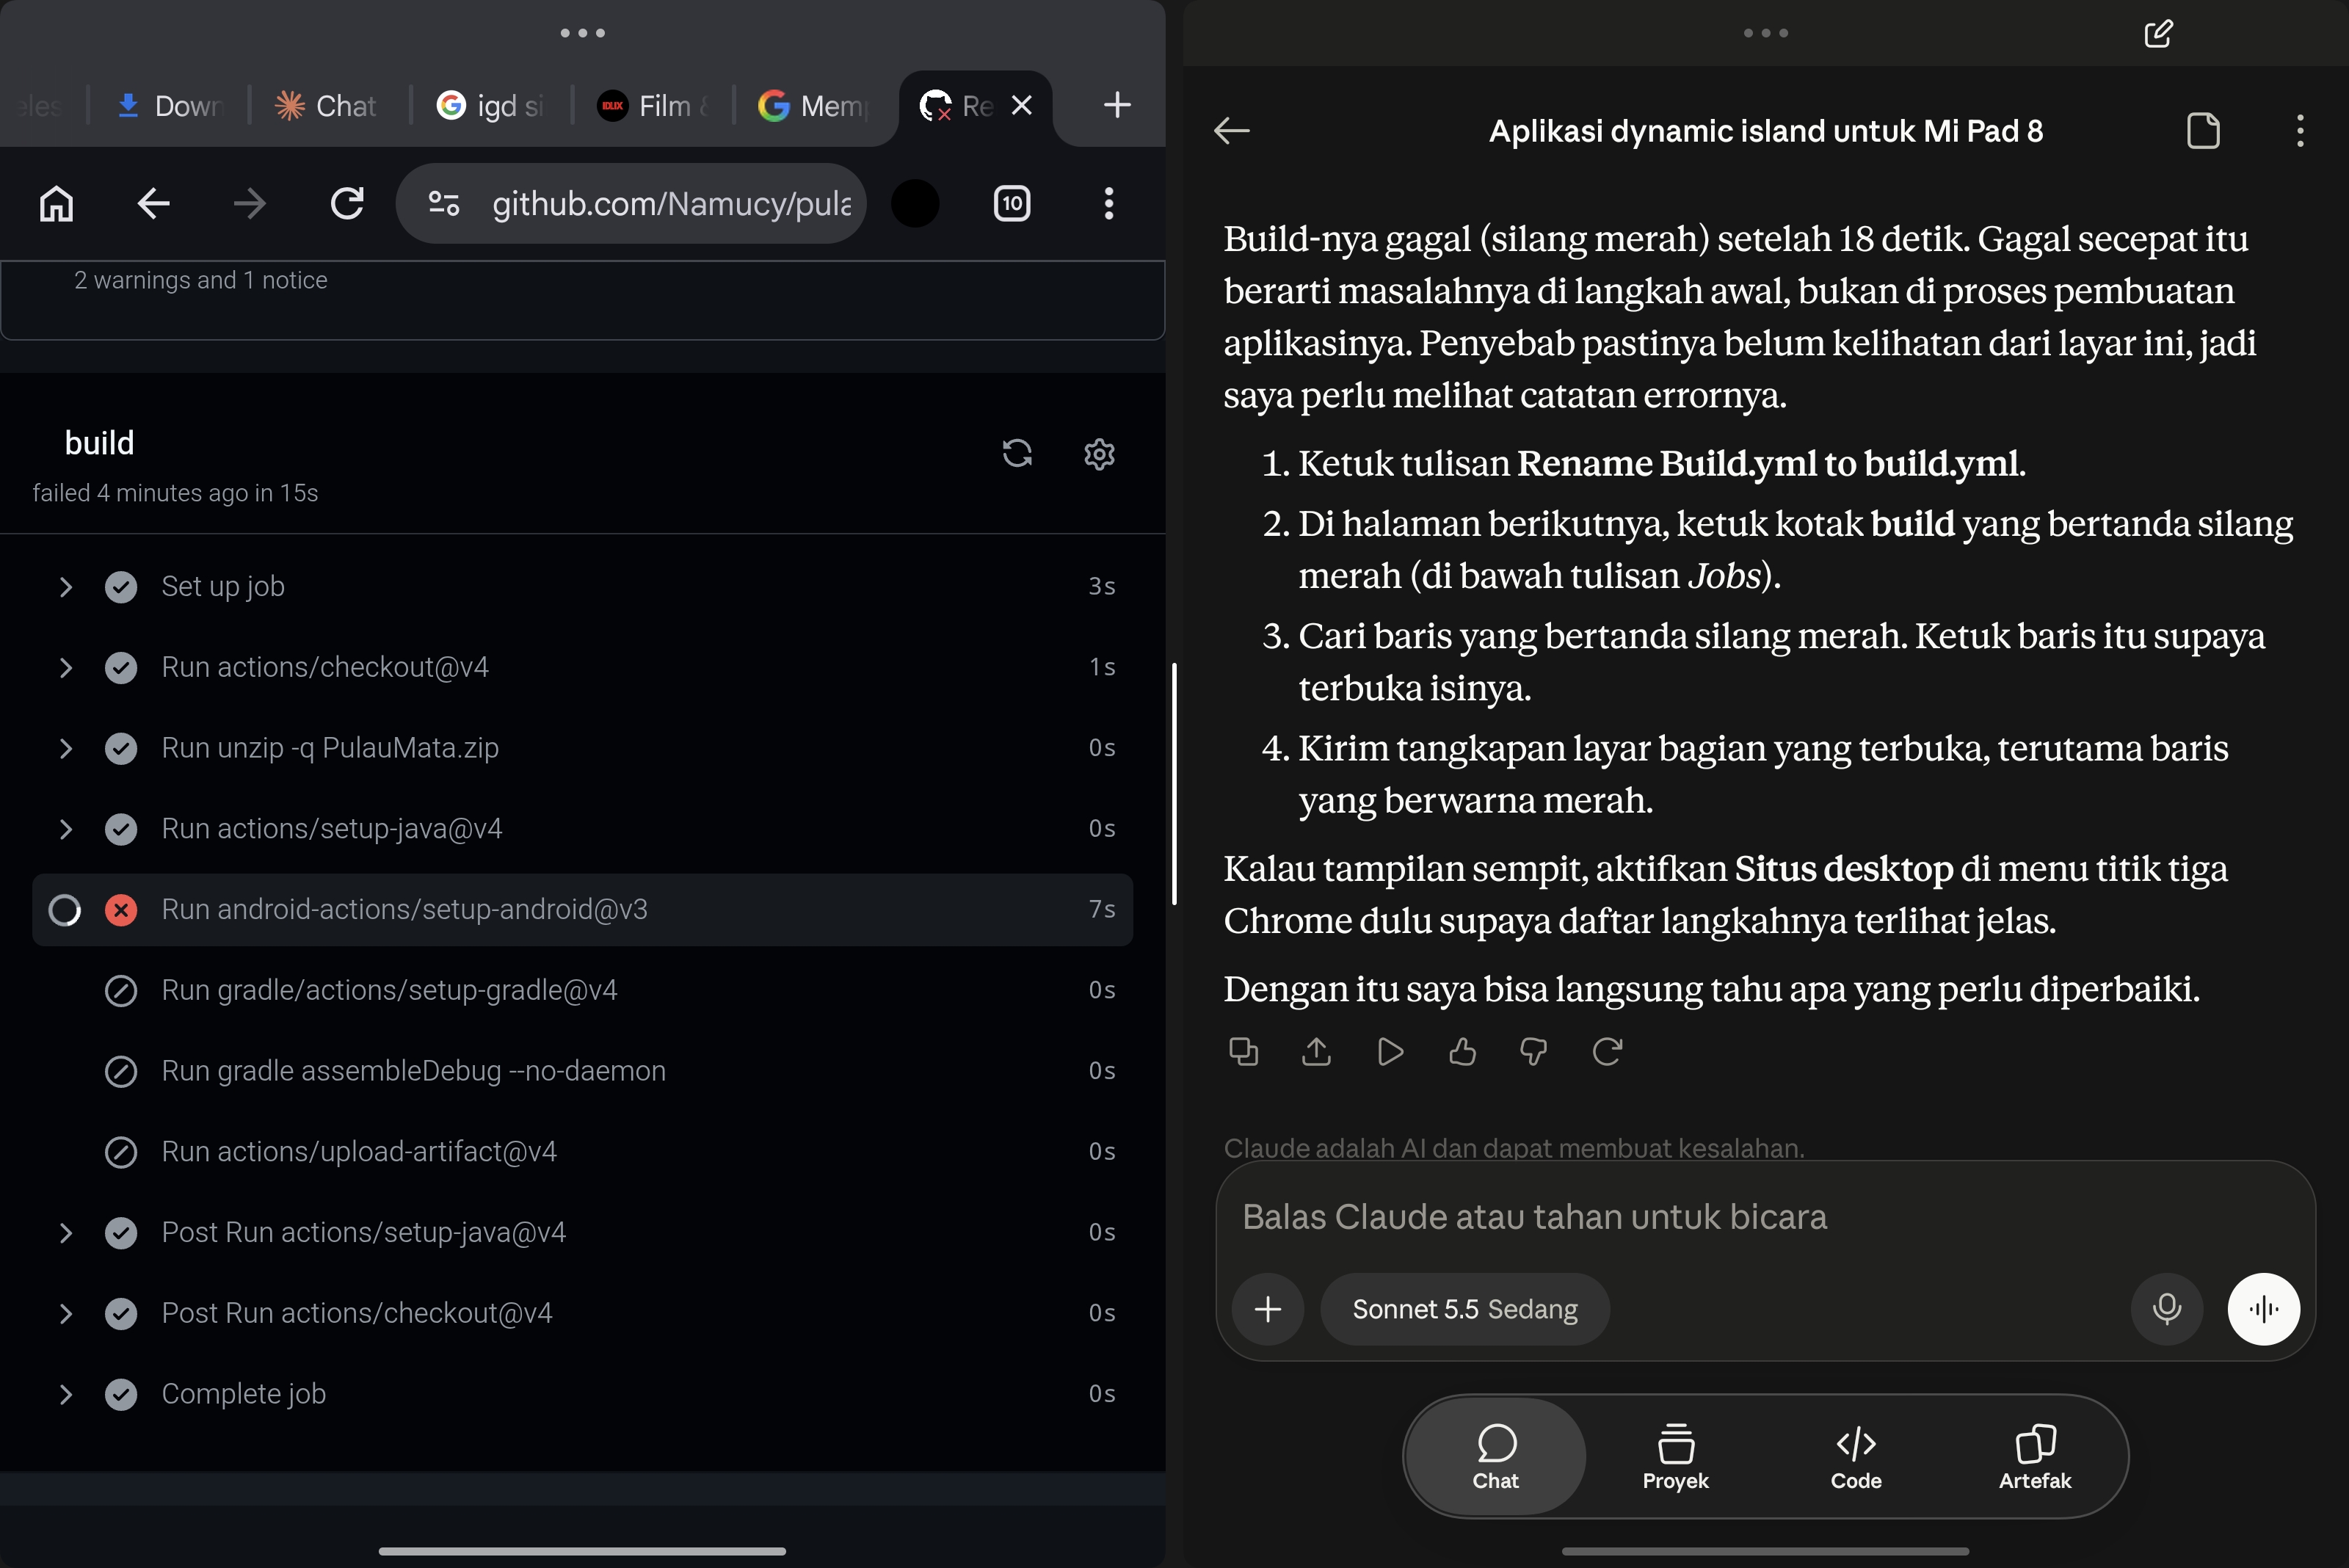 Down
Chat
igd si
Film &
Mem
Re
github.com/Namucy/pula
10
2 warnings and 1 notice
build
failed 4 minutes ago in 15s
Set up job 3s
Run actions/checkout@v4 1s
Run unzip -q PulauMata.zip 0s
Run actions/setup-java@v4 0s
Run android-actions/setup-android@v3 7s
Run gradle/actions/setup-gradle@v4 0s
Run gradle assembleDebug --no-daemon 0s
Run actions/upload-artifact@v4 0s
Post Run actions/setup-java@v4 0s
Post Run actions/checkout@v4 0s
Complete job 0s
Aplikasi dynamic island untuk Mi Pad 8
Build-nya gagal (silang merah) setelah 18 detik. Gagal secepat itu
berarti masalahnya di langkah awal, bukan di proses pembuatan
aplikasinya. Penyebab pastinya belum kelihatan dari layar ini, jadi
saya perlu melihat catatan errornya.
1. Ketuk tulisan Rename Build.yml to build.yml.
2. Di halaman berikutnya, ketuk kotak build yang bertanda silang
merah (di bawah tulisan Jobs).
3. Cari baris yang bertanda silang merah. Ketuk baris itu supaya
terbuka isinya.
4. Kirim tangkapan layar bagian yang terbuka, terutama baris
yang berwarna merah.
Kalau tampilan sempit, aktifkan Situs desktop di menu titik tiga
Chrome dulu supaya daftar langkahnya terlihat jelas.
Dengan itu saya bisa langsung tahu apa yang perlu diperbaiki.
Claude adalah AI dan dapat membuat kesalahan.
Balas Claude atau tahan untuk bicara
Sonnet 5.5 Sedang
Chat
Proyek
Code
Artefak